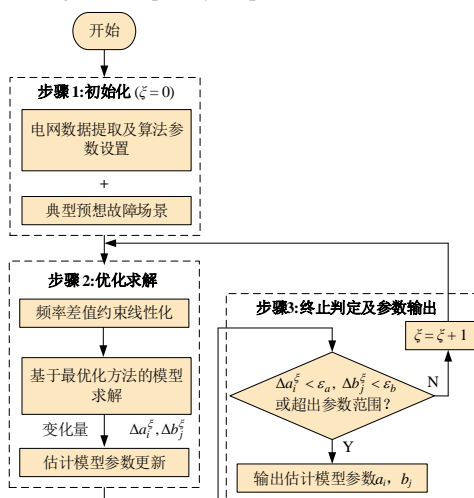 开始
步骤1:初始化(ξ=0)
电网数据提取及算法参
数设置
+
典型预想故障场景
步骤2:优化求解
频率差值约束线性化
基于最优化方法的模型
求解
变化量 Δa_i^ξ,Δb_j^ξ
估计模型参数更新
步骤3:终止判定及参数输出
ξ=ξ+1
Δa_i^ξ<ε_a, Δb_j^ξ<ε_b
或超出参数范围?
N
Y
输出估计模型参数a_i, b_j